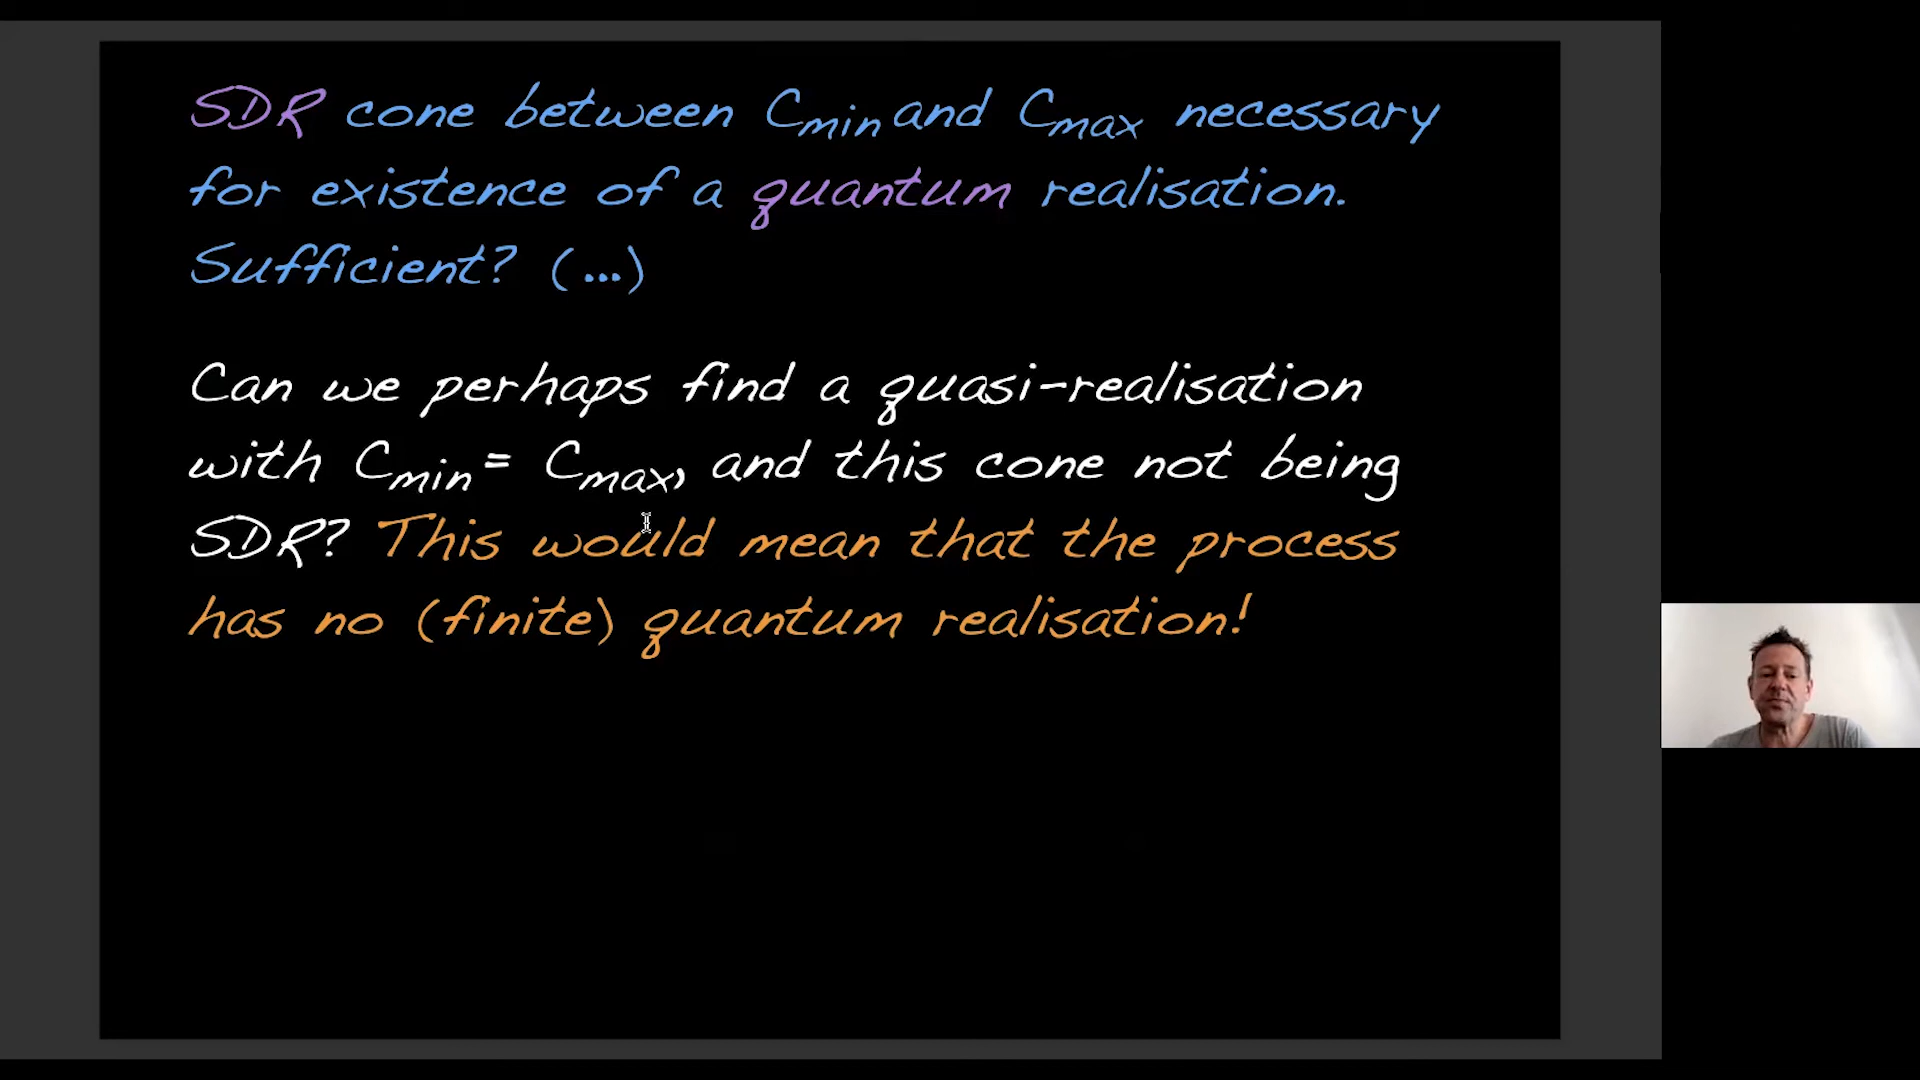 SDR cone between Cmin and Cmax necessary
for existence of a quantum realisation.
Sufficient? (...)
Can we perhaps find a quasi-realisation
with Cmin = Cmax, and this cone not being
SDR? This would mean that the process
has no (finite) quantum realisation!